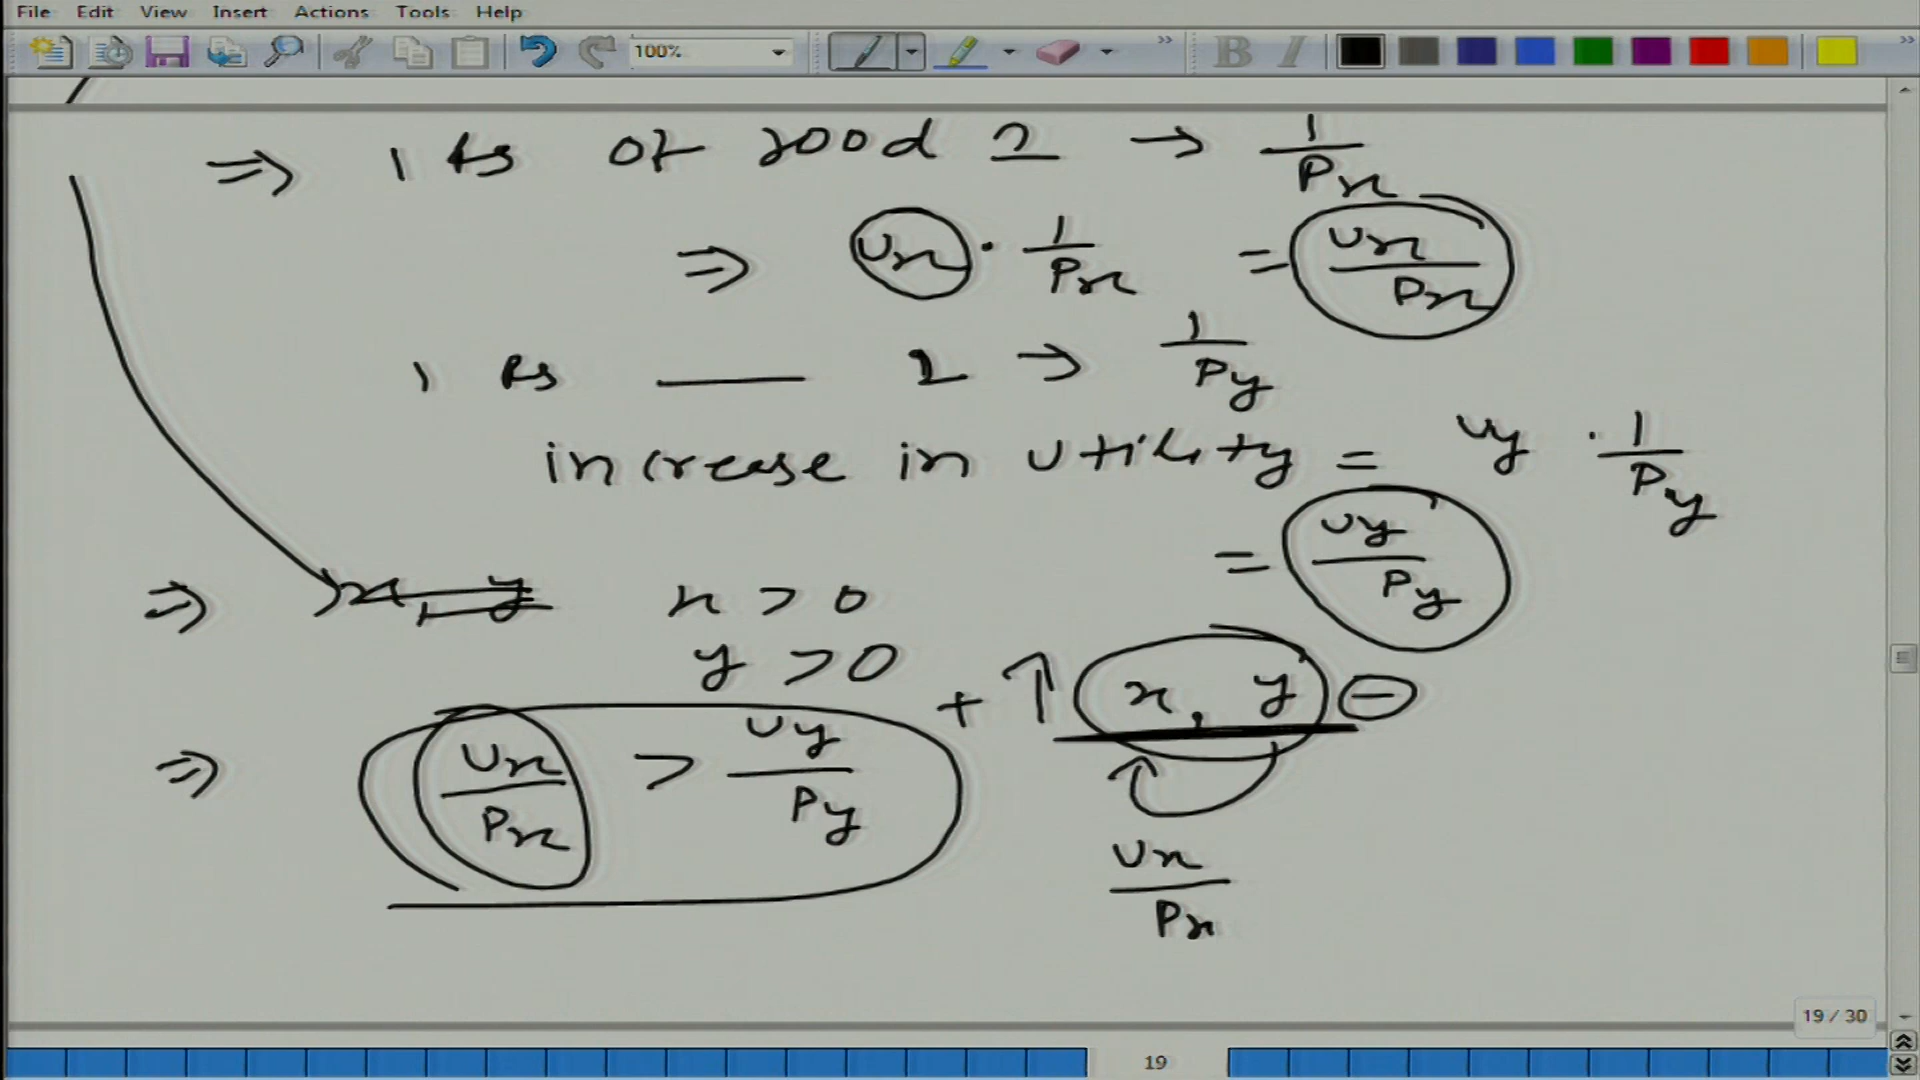 File Edit View Insert Actions Tools Help
100%
B I
⇒ 1 Rs of good 2 → 1/Px
⇒ Ux · 1/Px = Ux/Px
1 Rs —— 2 → 1/Py
increase in utility = Uy · 1/Py
= Uy/Py
⇒ x, y x > 0
y > 0
+ ↑ x, y −
⇒ Ux/Px > Uy/Py
Ux/Px
19 / 30
19